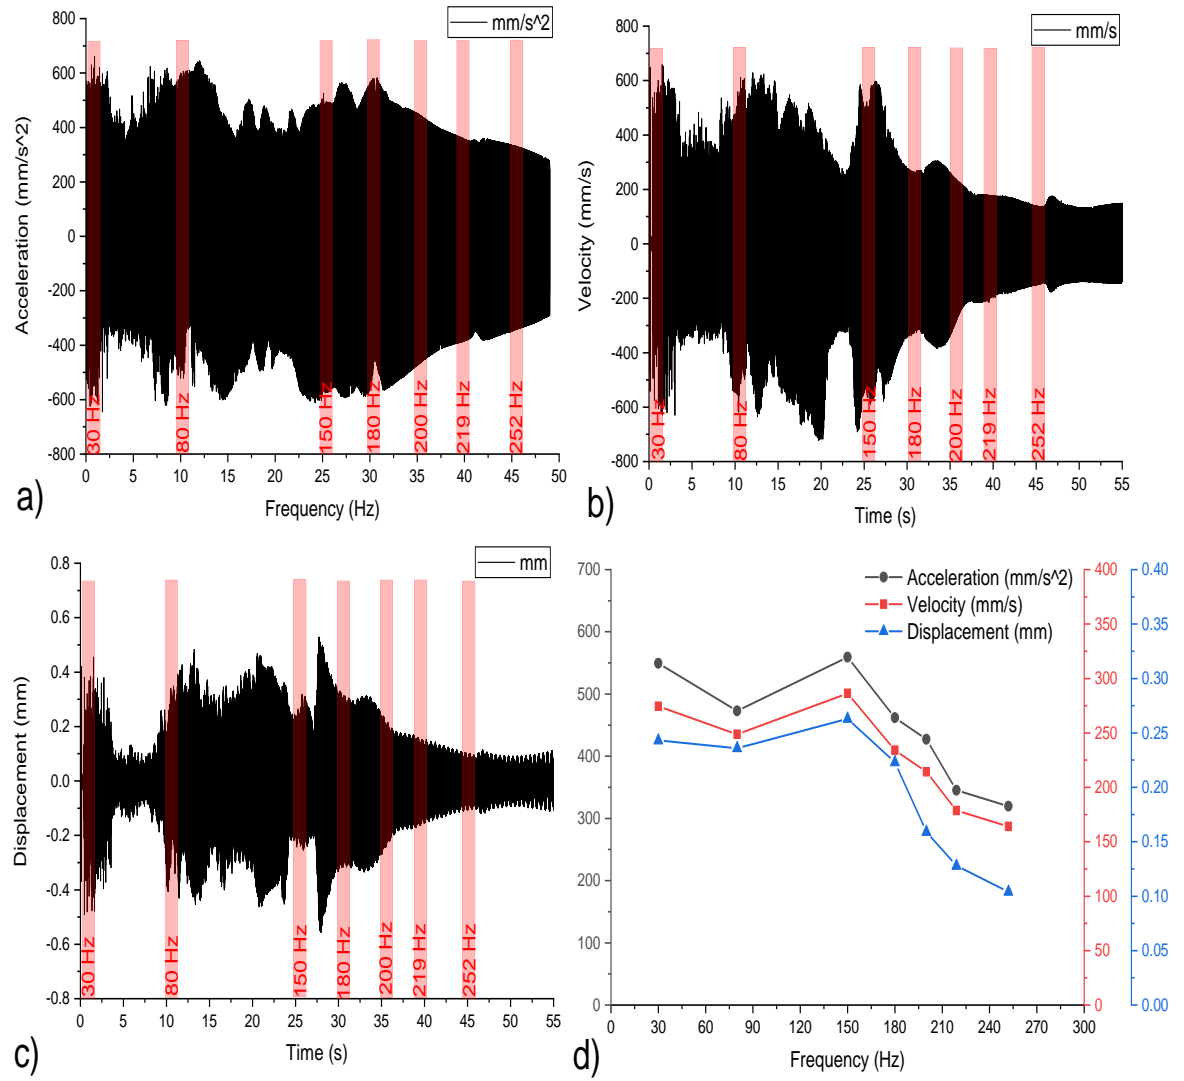 mm/s^2
800
600
400
200
0
-200
-400
-600
-800
Acceleration (mm/s^2)
30 Hz
80 Hz
150 Hz
180 Hz
200 Hz
219 Hz
252 Hz
0 5 10 15 20 25 30 35 40 45 50
Frequency (Hz)
a)
mm/s
800
600
400
200
0
-200
-400
-600
-800
Velocity (mm/s)
30 Hz
80 Hz
150 Hz
180 Hz
200 Hz
219 Hz
252 Hz
0 5 10 15 20 25 30 35 40 45 50 55
Time (s)
b)
mm
0.8
0.6
0.4
0.2
0.0
-0.2
-0.4
-0.6
-0.8
Displacement (mm)
30 Hz
80 Hz
150 Hz
180 Hz
200 Hz
219 Hz
252 Hz
0 5 10 15 20 25 30 35 40 45 50 55
Time (s)
c)
Acceleration (mm/s^2)
Velocity (mm/s)
Displacement (mm)
700
600
500
400
300
200
100
0
400
350
300
250
200
150
100
50
0
0.40
0.35
0.30
0.25
0.20
0.15
0.10
0.05
0.00
0 30 60 90 120 150 180 210 240 270 300
Frequency (Hz)
d)